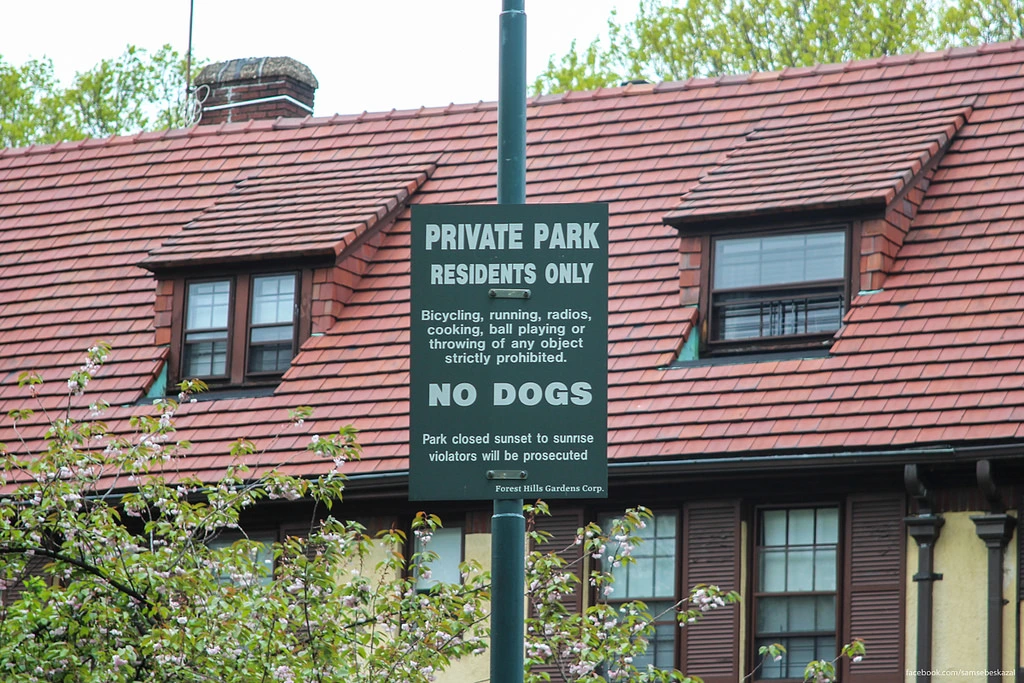 PRIVATE PARK
RESIDENTS ONLY
Bicycling, running, radios,
cooking, ball playing or
throwing of any object
strictly prohibited.
NO DOGS
Park closed sunset to sunrise
violators will be prosecuted
Forest Hills Gardens Corp.
facebook.com/samsebeskazal